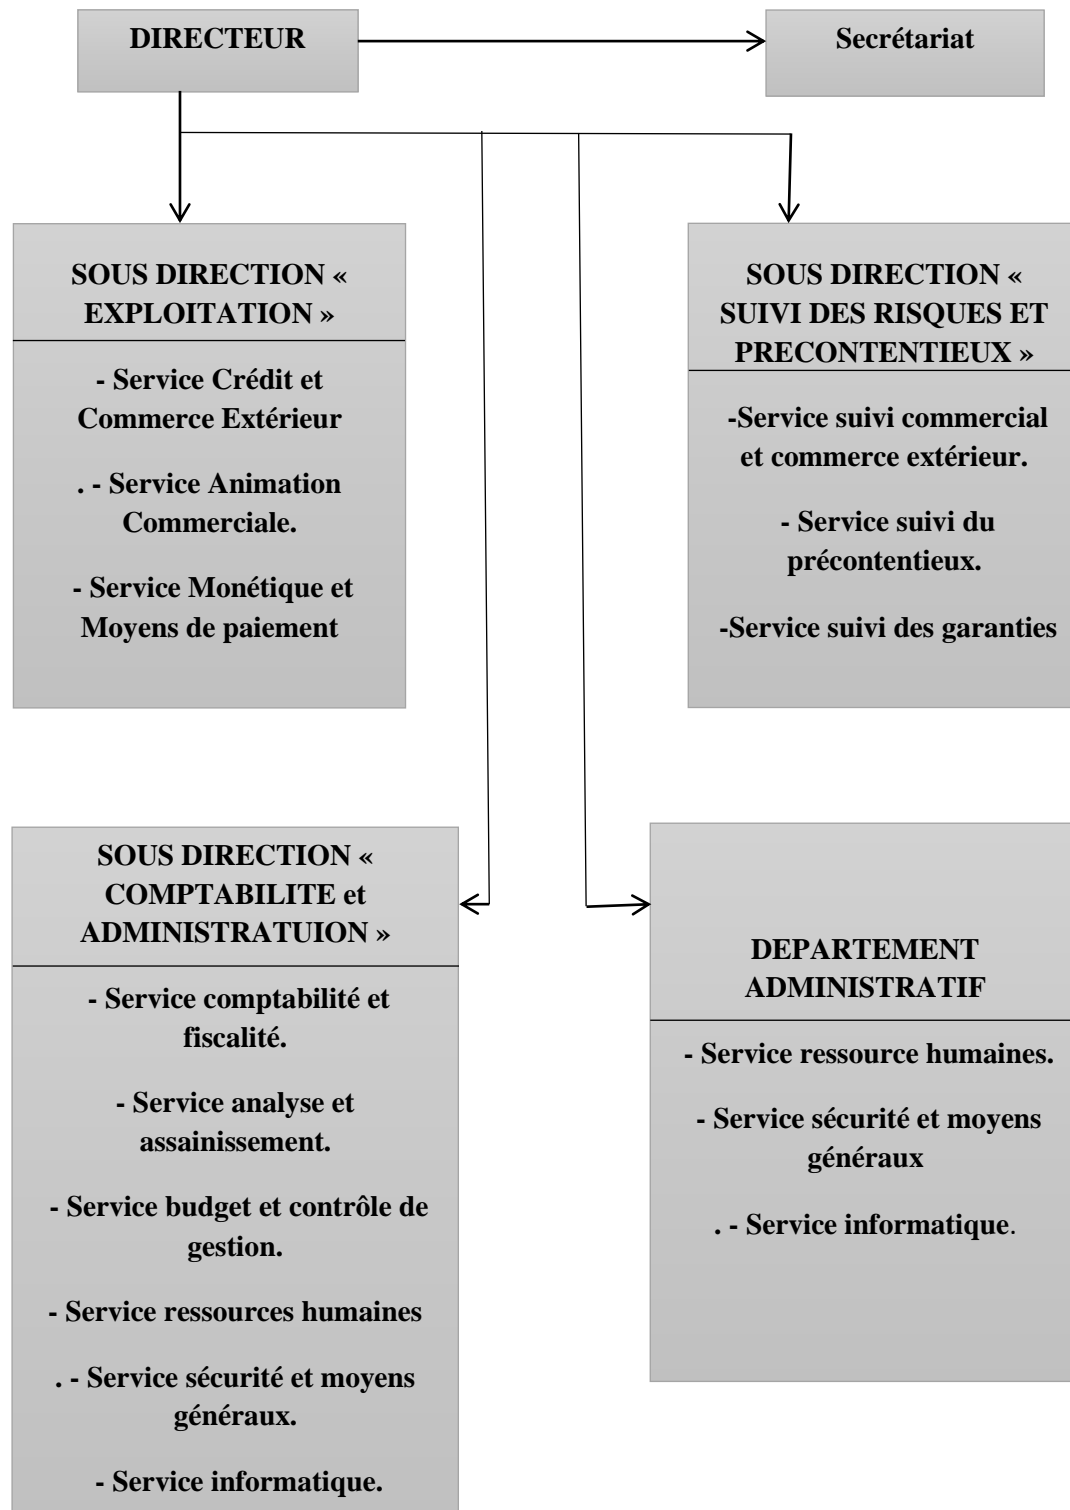 DIRECTEUR
Secrétariat
SOUS DIRECTION «
EXPLOITATION »
- Service Crédit et
Commerce Extérieur
. - Service Animation
Commerciale.
- Service Monétique et
Moyens de paiement
SOUS DIRECTION «
SUIVI DES RISQUES ET
PRECONTENTIEUX »
-Service suivi commercial
et commerce extérieur.
- Service suivi du
précontentieux.
-Service suivi des garanties
SOUS DIRECTION «
COMPTABILITE et
ADMINISTRATUION »
- Service comptabilité et
fiscalité.
- Service analyse et
assainissement.
- Service budget et contrôle de
gestion.
- Service ressources humaines
. - Service sécurité et moyens
généraux.
- Service informatique.
DEPARTEMENT
ADMINISTRATIF
- Service ressource humaines.
- Service sécurité et moyens
généraux
. - Service informatique.